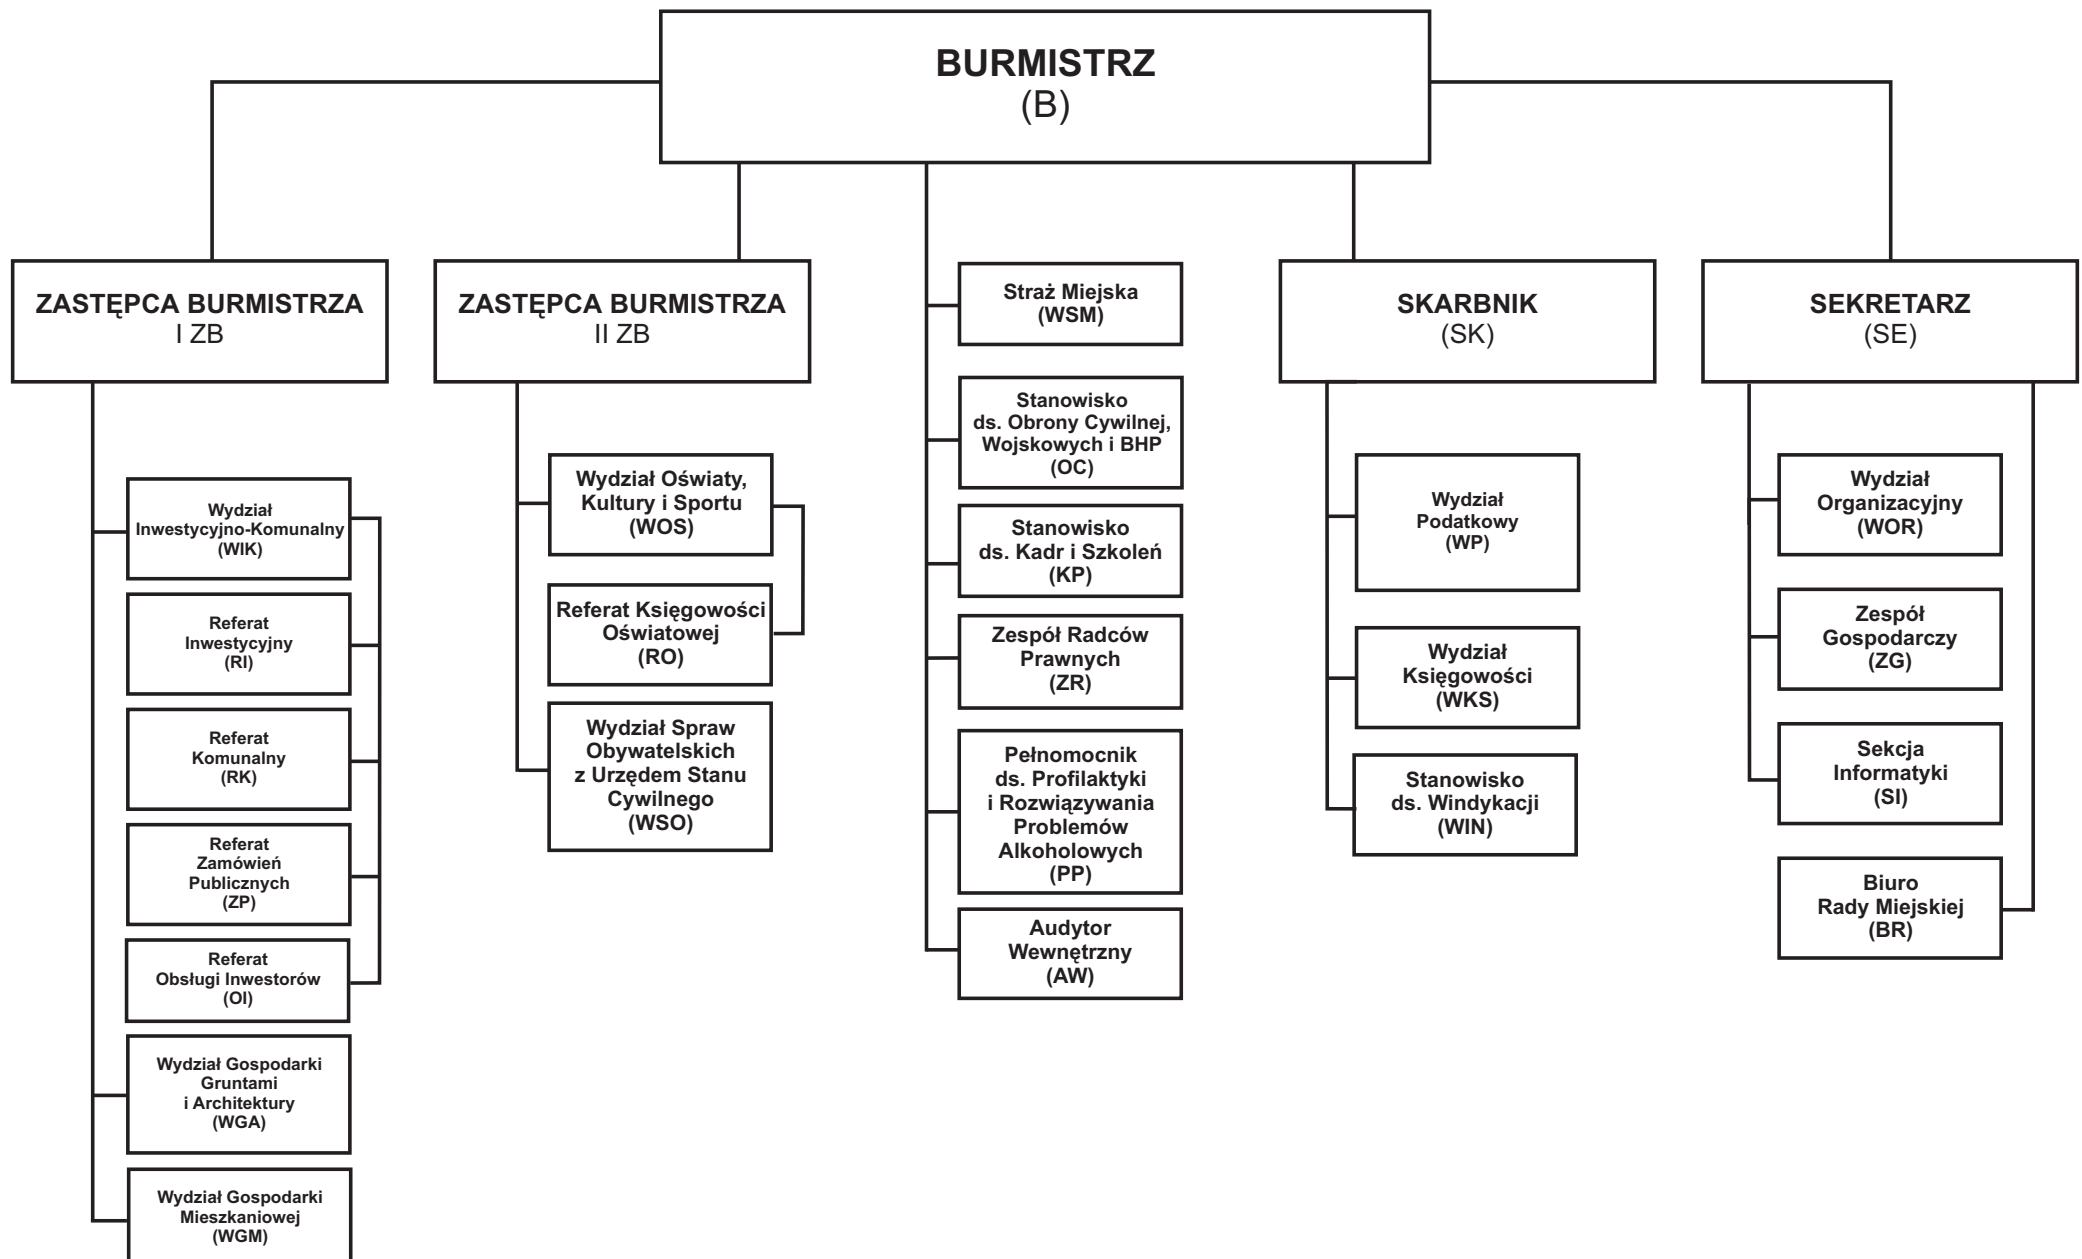 BURMISTRZ
(B)
ZASTĘPCA BURMISTRZA
I ZB
Wydział
Inwestycyjno-Komunalny
(WIK)
Referat
Inwestycyjny
(RI)
Referat
Komunalny
(RK)
Referat
Zamówień
Publicznych
(ZP)
Referat
Obsługi Inwestorów
(OI)
Wydział Gospodarki
Gruntami
i Architektury
(WGA)
Wydział Gospodarki
Mieszkaniowej
(WGM)
ZASTĘPCA BURMISTRZA
II ZB
Wydział Oświaty,
Kultury i Sportu
(WOS)
Referat Księgowości
Oświatowej
(RO)
Wydział Spraw
Obywatelskich
z Urzędem Stanu
Cywilnego
(WSO)
Straż Miejska
(WSM)
Stanowisko
ds. Obrony Cywilnej,
Wojskowych i BHP
(OC)
Stanowisko
ds. Kadr i Szkoleń
(KP)
Zespół Radców
Prawnych
(ZR)
Pełnomocnik
ds. Profilaktyki
i Rozwiązywania
Problemów
Alkoholowych
(PP)
Audytor
Wewnętrzny
(AW)
SKARBNIK
(SK)
Wydział
Podatkowy
(WP)
Wydział
Księgowości
(WKS)
Stanowisko
ds. Windykacji
(WIN)
SEKRETARZ
(SE)
Wydział
Organizacyjny
(WOR)
Zespół
Gospodarczy
(ZG)
Sekcja
Informatyki
(SI)
Biuro
Rady Miejskiej
(BR)